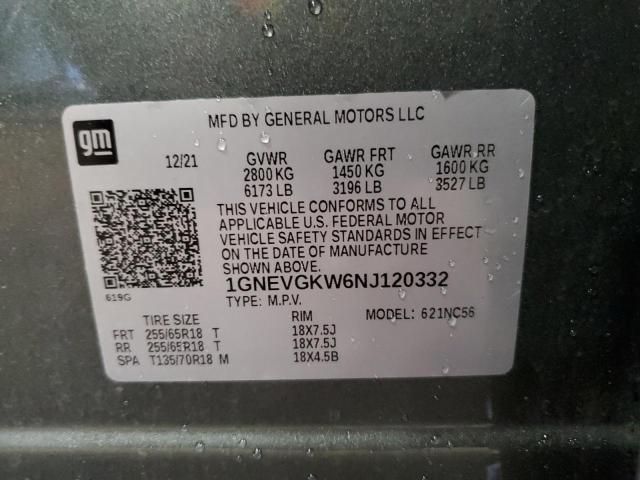 gm
MFD BY GENERAL MOTORS LLC
12/21 GVWR GAWR FRT GAWR RR
2800 KG 1450 KG 1600 KG
6173 LB 3196 LB 3527 LB
THIS VEHICLE CONFORMS TO ALL
APPLICABLE U.S. FEDERAL MOTOR
VEHICLE SAFETY STANDARDS IN EFFECT
ON THE DATE OF MANUFACTURE
SHOWN ABOVE.
619G
1GNEVGKW6NJ120332
TYPE: M.P.V.
TIRE SIZE RIM MODEL: 621NC56
FRT 255/65R18 T 18X7.5J
RR 255/65R18 T 18X7.5J
SPA T135/70R18 M 18X4.5B